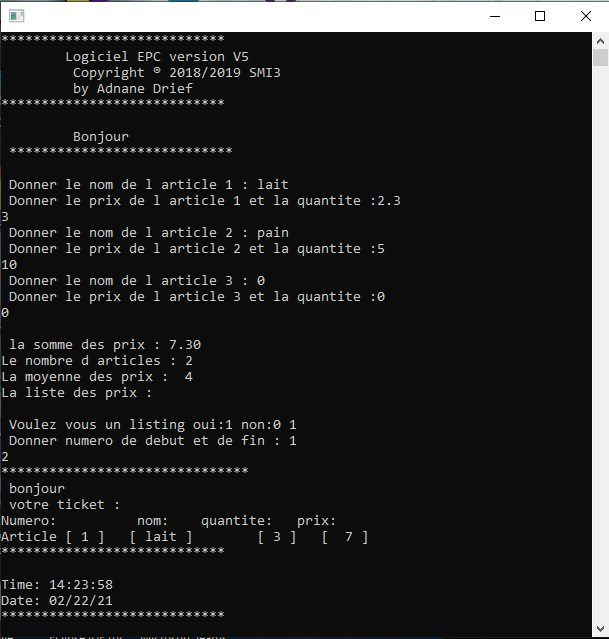 ****************************
Logiciel EPC version V5
Copyright ® 2018/2019 SMI3
by Adnane Drief
****************************
Bonjour
****************************
Donner le nom de l article 1 : lait
Donner le prix de l article 1 et la quantite :2.3
3
Donner le nom de l article 2 : pain
Donner le prix de l article 2 et la quantite :5
10
Donner le nom de l article 3 : 0
Donner le prix de l article 3 et la quantite :0
0
la somme des prix : 7.30
Le nombre d articles : 2
La moyenne des prix :  4
La liste des prix :
Voulez vous un listing oui:1 non:0 1
Donner numero de debut et de fin : 1
2
*******************************
bonjour
votre ticket :
Numero:          nom:    quantite:   prix:
Article [ 1 ]   [ lait ]        [ 3 ]   [  7 ]
****************************
Time: 14:23:58
Date: 02/22/21
****************************